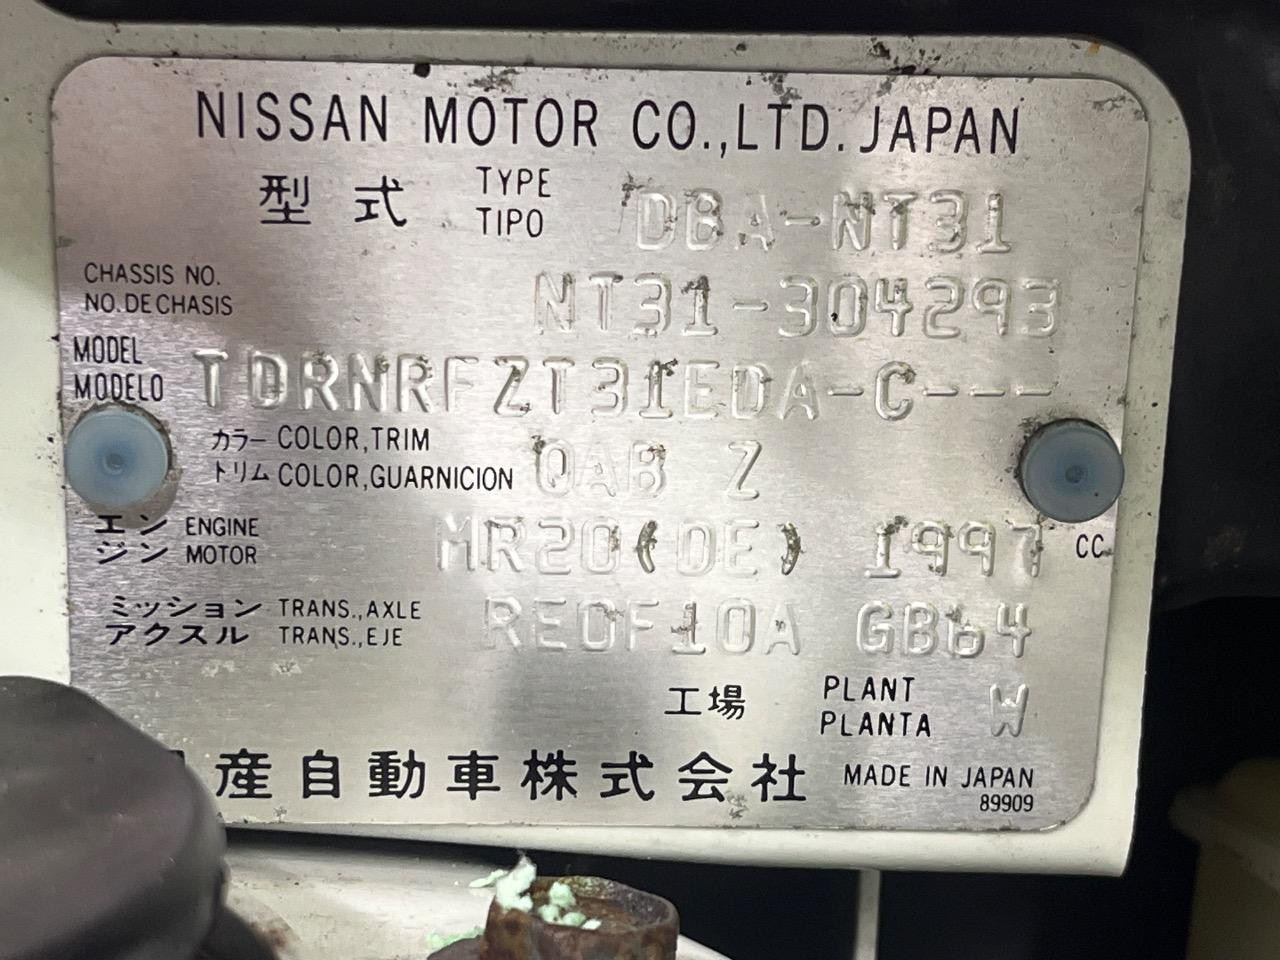 NISSAN MOTOR CO.,LTD. JAPAN
型式 TYPE DBA-NT31
TIPO
CHASSIS NO. NT31-304293
NO.DE CHASIS
MODEL TDRNRFZT31EDA-C---
MODELO
カラー COLOR,TRIM QAB Z
トリム COLOR,GUARNICION
エン ENGINE MR20(DE) 1997 CC
ジン MOTOR
ミッション TRANS.,AXLE RE0F10A GB64
アクスル TRANS.,EJE
工場 PLANT W
PLANTA
産自動車株式会社 MADE IN JAPAN
89909